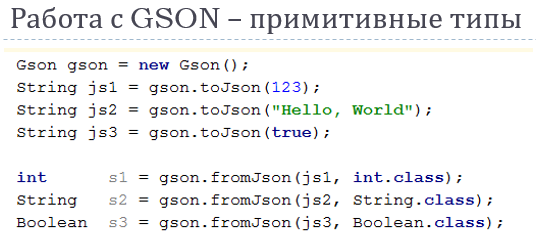 Работа с GSON – примитивные типы
Gson gson = new Gson();
String js1 = gson.toJson(123);
String js2 = gson.toJson("Hello, World");
String js3 = gson.toJson(true);
int s1 = gson.fromJson(js1, int.class);
String s2 = gson.fromJson(js2, String.class);
Boolean s3 = gson.fromJson(js3, Boolean.class);